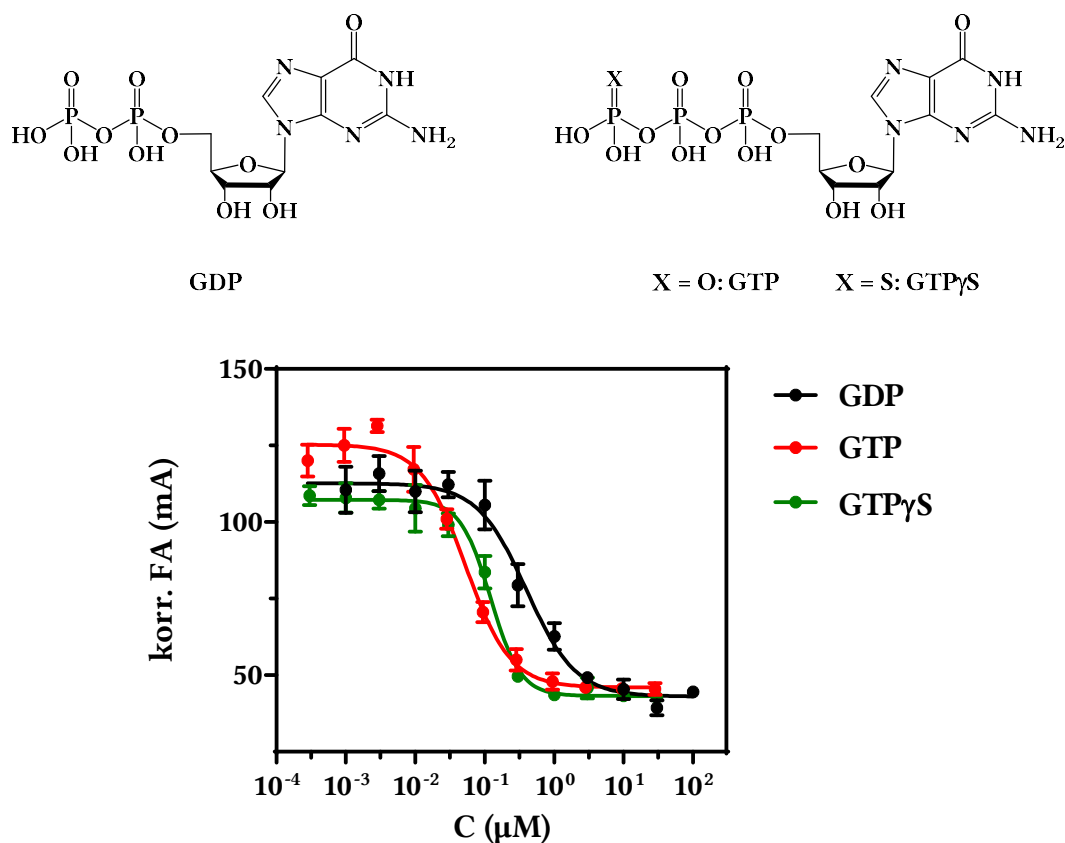 O
N
NH
N
N
NH₂
O
P
HO
OH
O
O
P
OH
O
O
OH
OH
GDP
X
P
HO
OH
O
O
P
OH
O
O
P
OH
O
O
N
NH
N
N
NH₂
O
OH
OH
X = O: GTP X = S: GTPγS
150
100
50
korr. FA (mA)
10⁻⁴ 10⁻³ 10⁻² 10⁻¹ 10⁰ 10¹ 10²
C (μM)
GDP
GTP
GTPγS